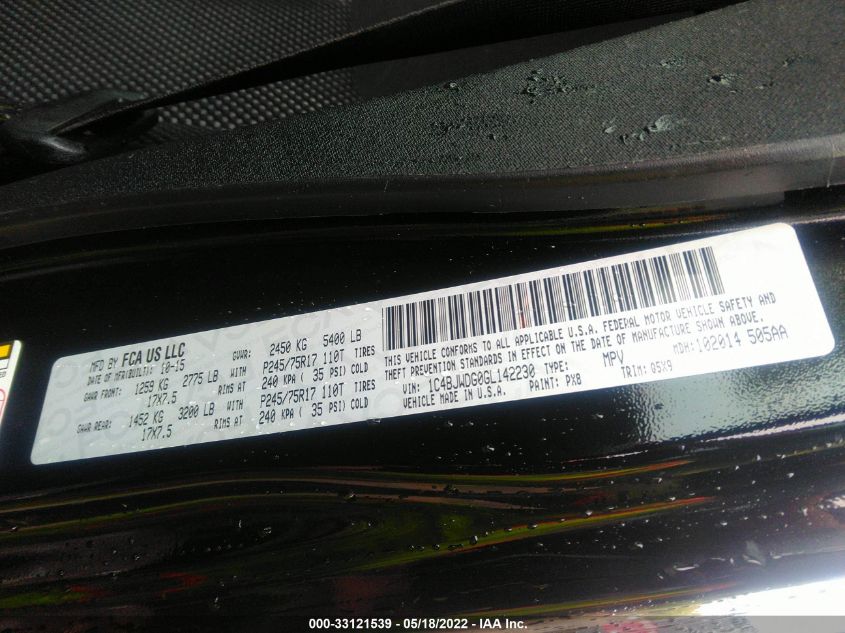 MFD BY FCA US LLC
DATE OF MFR(BUILT): 10-15 GVWR: 2450 KG 5400 LB
GAWR FRONT: 1259 KG 2775 LB WITH P245/75R17 110T TIRES
17X7.5 RIMS AT 240 KPA ( 35 PSI) COLD
GAWR REAR: 1452 KG 3200 LB WITH P245/75R17 110T TIRES
17X7.5 RIMS AT 240 KPA ( 35 PSI) COLD
THIS VEHICLE CONFORMS TO ALL APPLICABLE U.S.A. FEDERAL MOTOR VEHICLE SAFETY AND
THEFT PREVENTION STANDARDS IN EFFECT ON THE DATE OF MANUFACTURE SHOWN ABOVE.
VIN: 1C4BJWDG0GL142230 TYPE: MPV MDH: 102014 505AA
VEHICLE MADE IN U.S.A. PAINT: PX8 TRIM: Q5X9
000-33121539 - 05/18/2022 - IAA Inc.